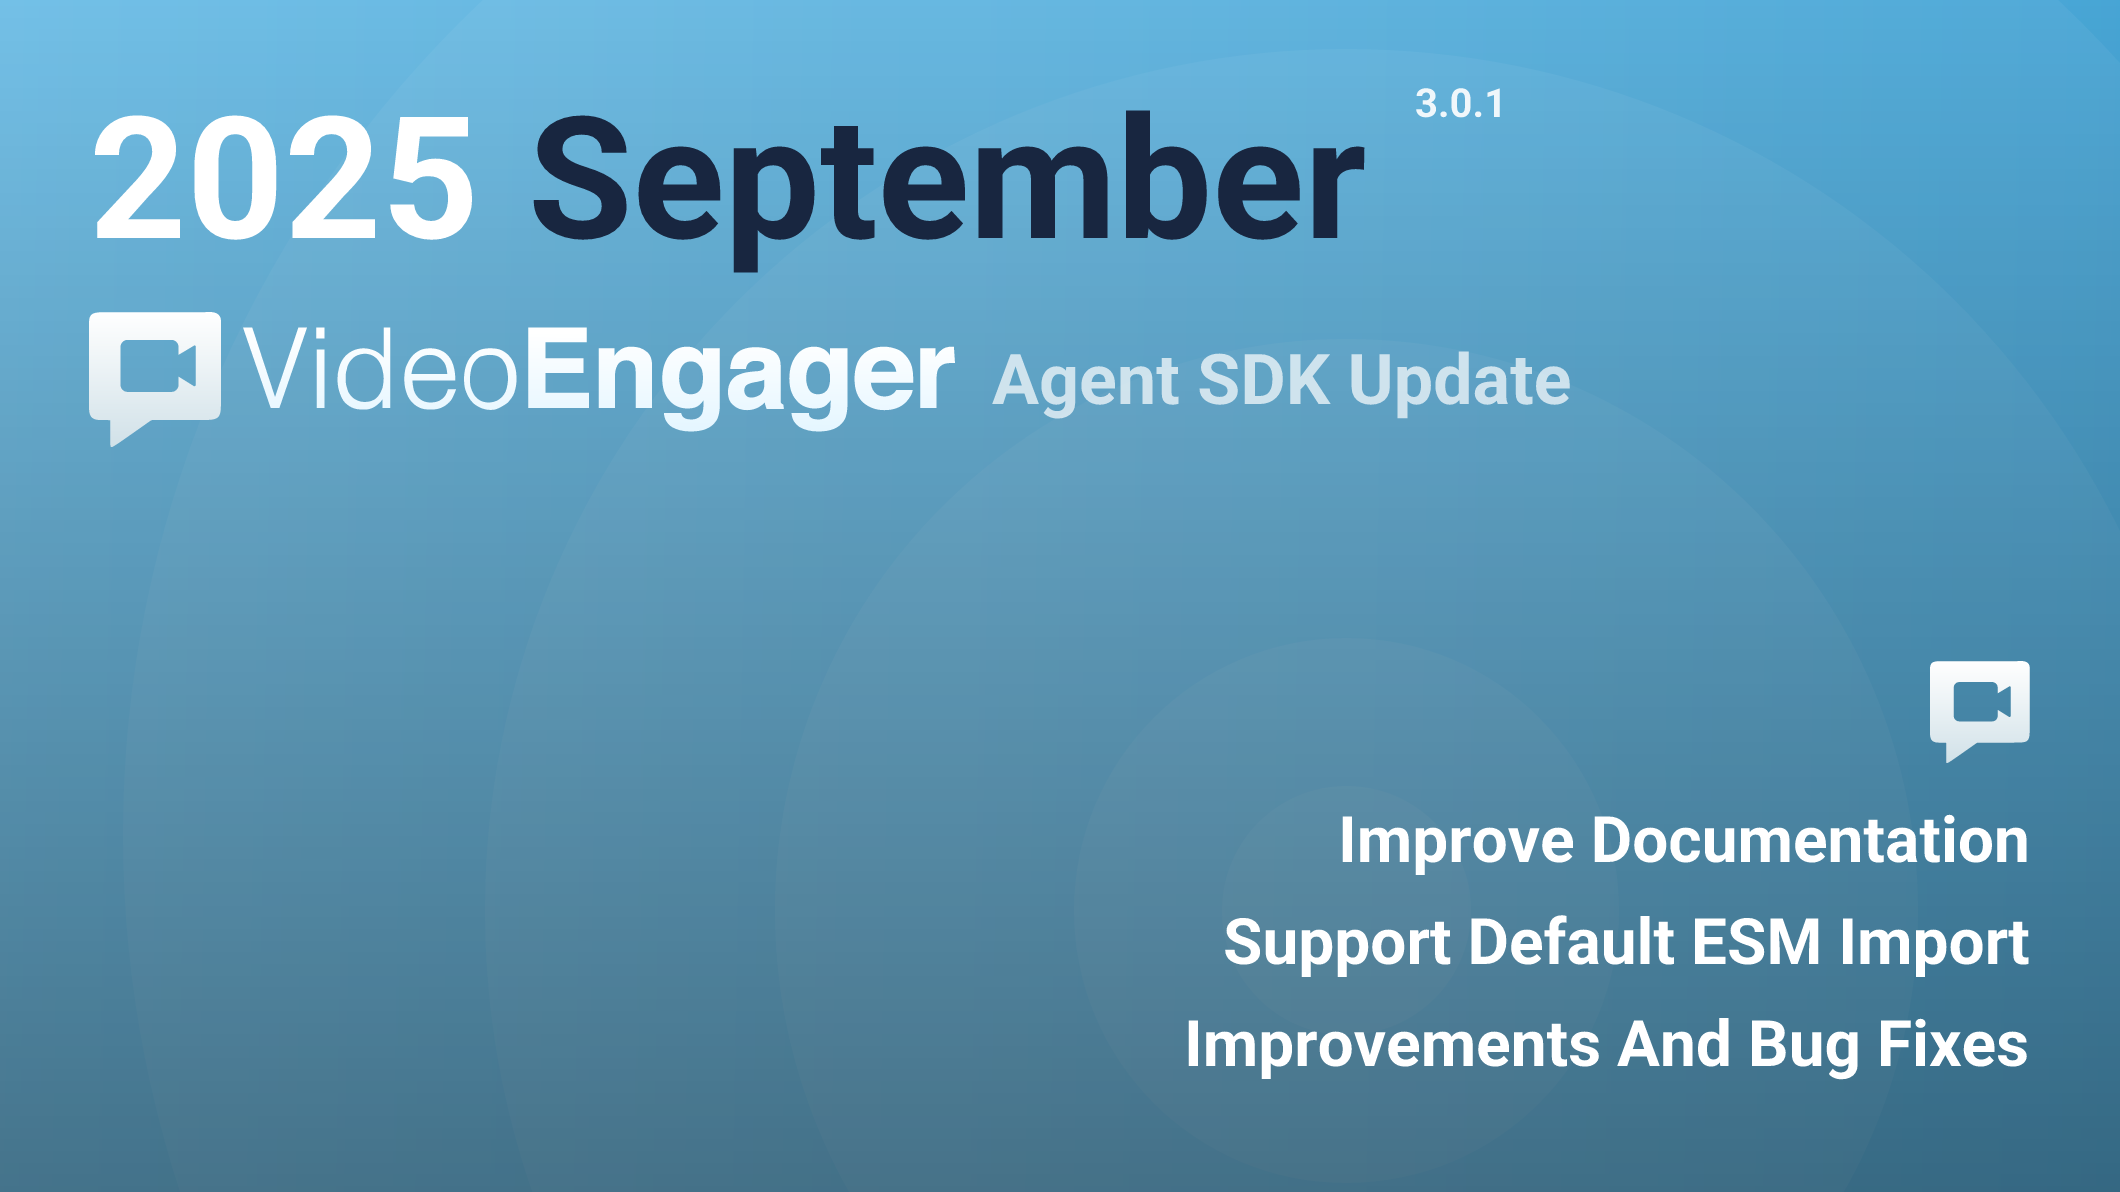 2025 September 3.0.1
VideoEngager Agent SDK Update
Improve Documentation
Support Default ESM Import
Improvements And Bug Fixes